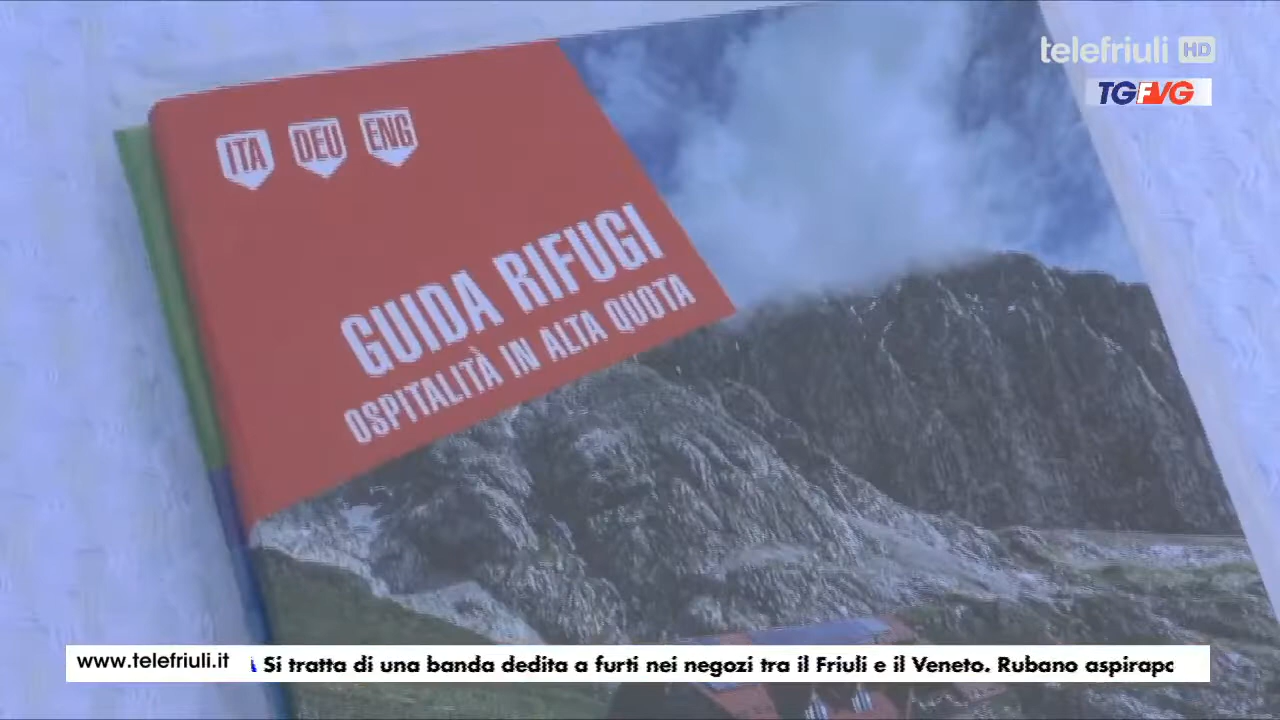 telefriuli HD
TGFVG
ITA DEU ENG
GUIDA RIFUGI
OSPITALITÀ IN ALTA QUOTA
www.telefriuli.it
Si tratta di una banda dedita a furti nei negozi tra il Friuli e il Veneto. Rubano